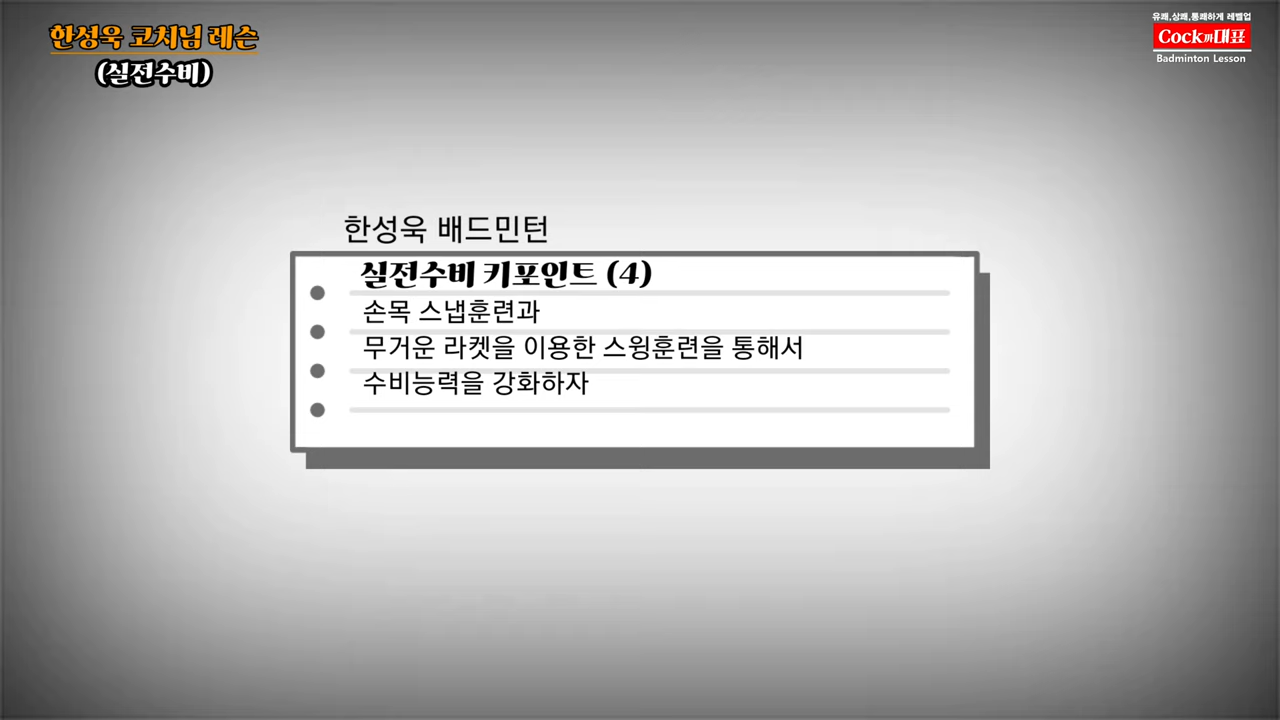 한성욱 코치님 레슨
(실전수비)
유쾌,상쾌,통쾌하게 레벨업
Cock까대표
Badminton Lesson
한성욱 배드민턴
실전수비 키포인트 (4)
손목 스냅훈련과
무거운 라켓을 이용한 스윙훈련을 통해서
수비능력을 강화하자